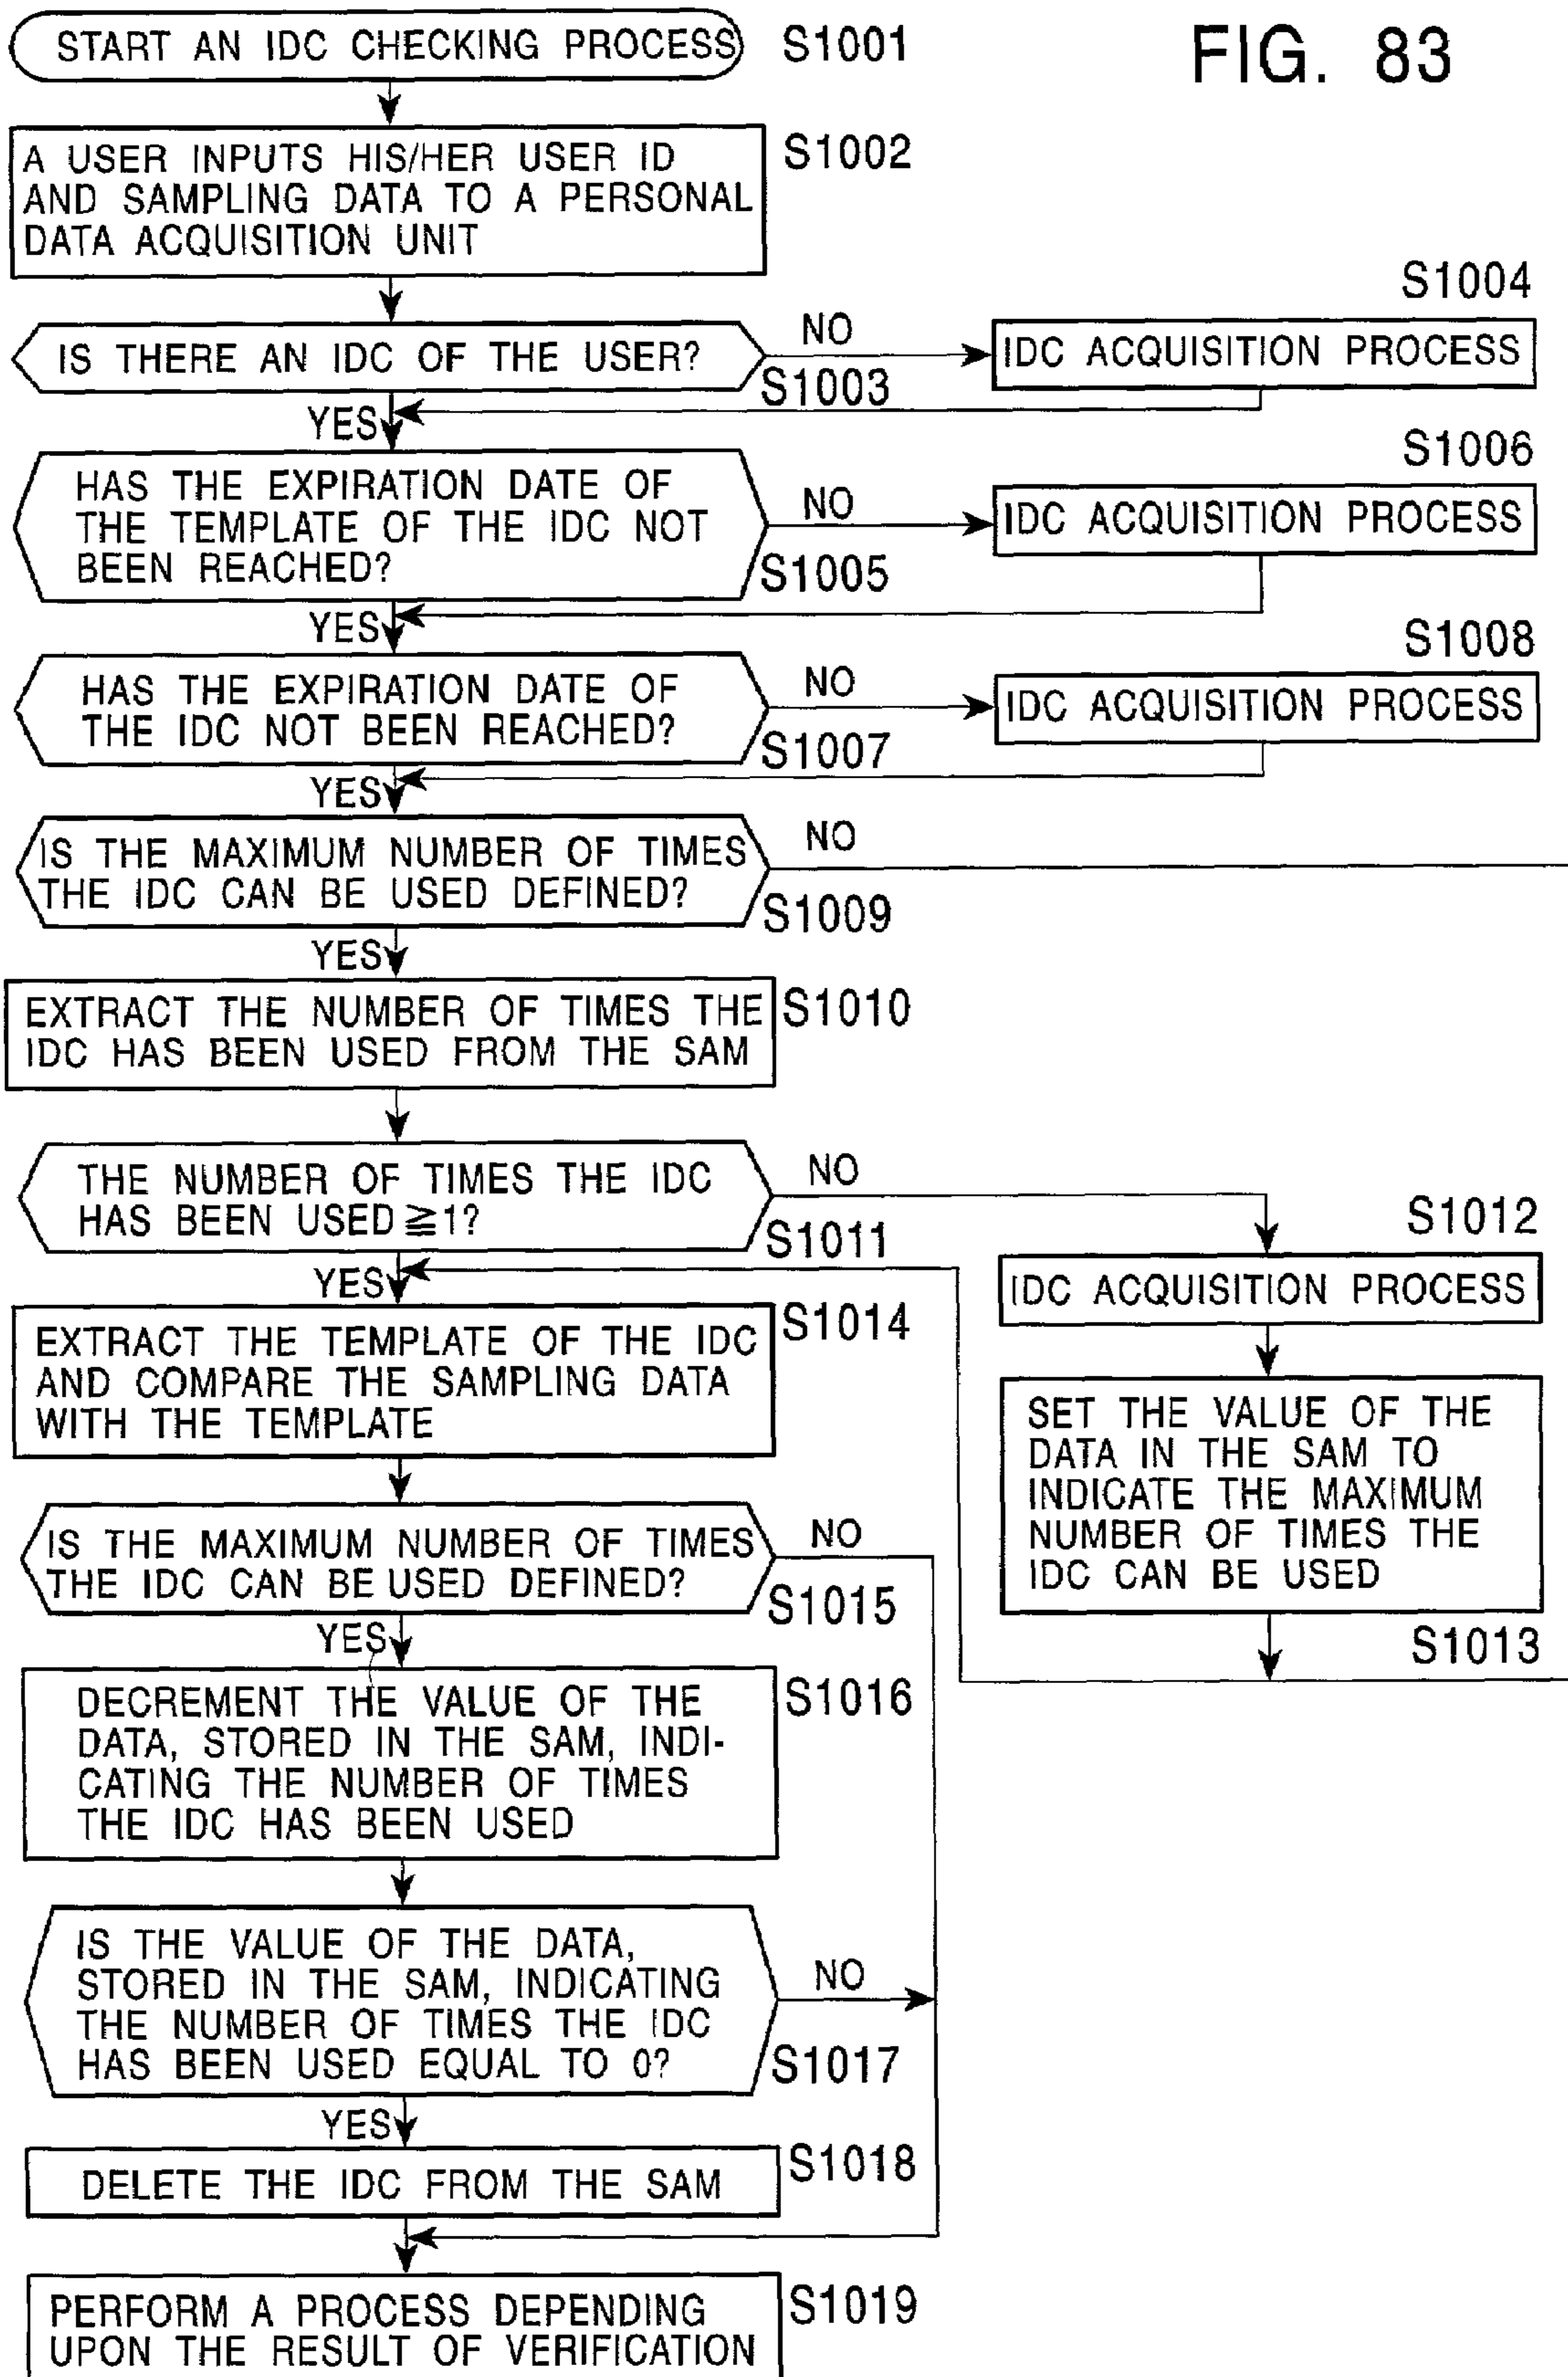 START AN IDC CHECKING PROCESS S1001
FIG. 83
A USER INPUTS HIS/HER USER ID
AND SAMPLING DATA TO A PERSONAL
DATA ACQUISITION UNIT
S1002
IS THERE AN IDC OF THE USER?
NO
S1003
S1004
IDC ACQUISITION PROCESS
YES
HAS THE EXPIRATION DATE OF
THE TEMPLATE OF THE IDC NOT
BEEN REACHED?
NO
S1005
S1006
IDC ACQUISITION PROCESS
YES
HAS THE EXPIRATION DATE OF
THE IDC NOT BEEN REACHED?
NO
S1007
S1008
IDC ACQUISITION PROCESS
YES
IS THE MAXIMUM NUMBER OF TIMES
THE IDC CAN BE USED DEFINED?
NO
S1009
YES
EXTRACT THE NUMBER OF TIMES THE
IDC HAS BEEN USED FROM THE SAM
S1010
THE NUMBER OF TIMES THE IDC
HAS BEEN USED ≧ 1?
NO
S1011
S1012
IDC ACQUISITION PROCESS
SET THE VALUE OF THE
DATA IN THE SAM TO
INDICATE THE MAXIMUM
NUMBER OF TIMES THE
IDC CAN BE USED
S1013
YES
EXTRACT THE TEMPLATE OF THE IDC
AND COMPARE THE SAMPLING DATA
WITH THE TEMPLATE
S1014
IS THE MAXIMUM NUMBER OF TIMES
THE IDC CAN BE USED DEFINED?
NO
S1015
YES
DECREMENT THE VALUE OF THE
DATA, STORED IN THE SAM, INDI-
CATING THE NUMBER OF TIMES
THE IDC HAS BEEN USED
S1016
IS THE VALUE OF THE DATA,
STORED IN THE SAM, INDICATING
THE NUMBER OF TIMES THE IDC
HAS BEEN USED EQUAL TO 0?
NO
S1017
YES
DELETE THE IDC FROM THE SAM
S1018
PERFORM A PROCESS DEPENDING
UPON THE RESULT OF VERIFICATION
S1019